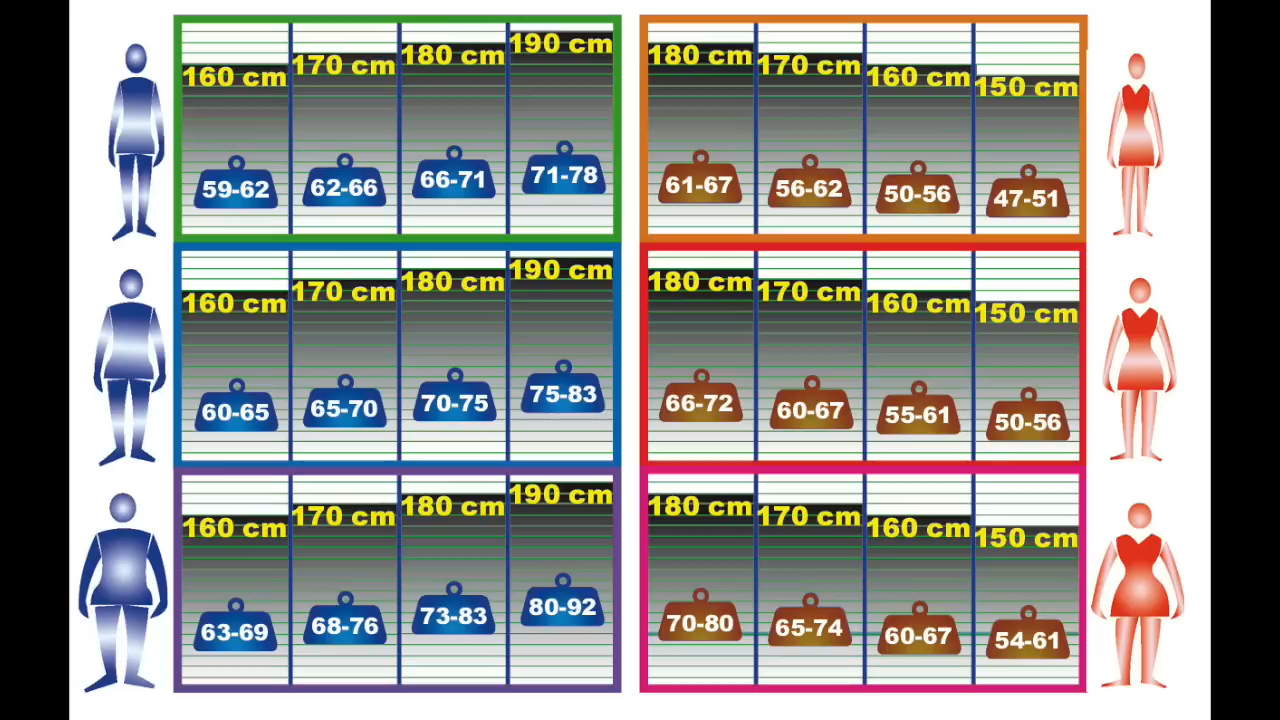 160 cm 170 cm 180 cm 190 cm
59-62 62-66 66-71 71-78
180 cm 170 cm 160 cm 150 cm
61-67 56-62 50-56 47-51
160 cm 170 cm 180 cm 190 cm
60-65 65-70 70-75 75-83
180 cm 170 cm 160 cm 150 cm
66-72 60-67 55-61 50-56
160 cm 170 cm 180 cm 190 cm
63-69 68-76 73-83 80-92
180 cm 170 cm 160 cm 150 cm
70-80 65-74 60-67 54-61